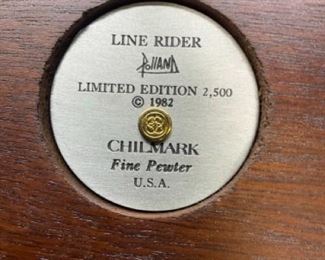 LINE RIDER
Polland
LIMITED EDITION 2,500
© 1982
CHILMARK
Fine Pewter
U.S.A.